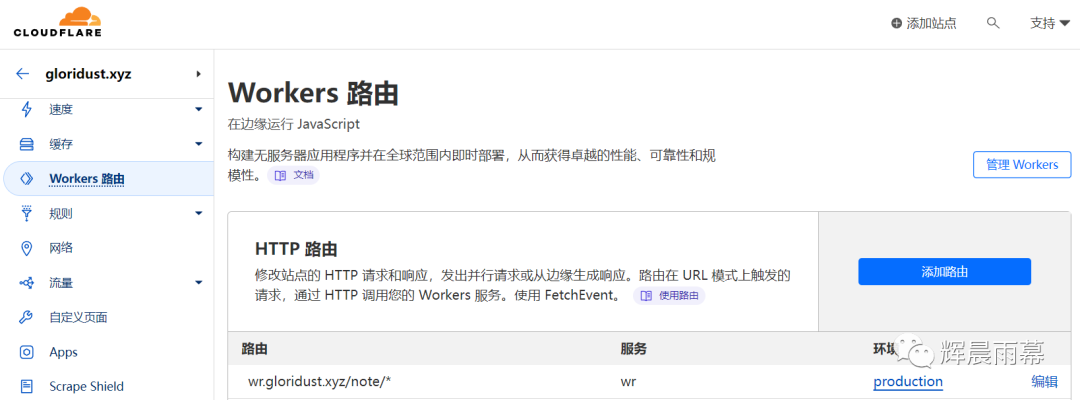 CLOUDFLARE
添加站点
支持
gloridust.xyz
速度
缓存
Workers 路由
规则
网络
流量
自定义页面
Apps
Scrape Shield
Workers 路由
在边缘运行 JavaScript
构建无服务器应用程序并在全球范围内即时部署，从而获得卓越的性能、可靠性和规
模性。 文档
管理 Workers
HTTP 路由
修改站点的 HTTP 请求和响应，发出并行请求或从边缘生成响应。路由在 URL 模式上触发的
请求，通过 HTTP 调用您的 Workers 服务。使用 FetchEvent。 使用路由
添加路由
路由 服务 环境
辉晨雨幕
wr.gloridust.xyz/note/* wr production 编辑